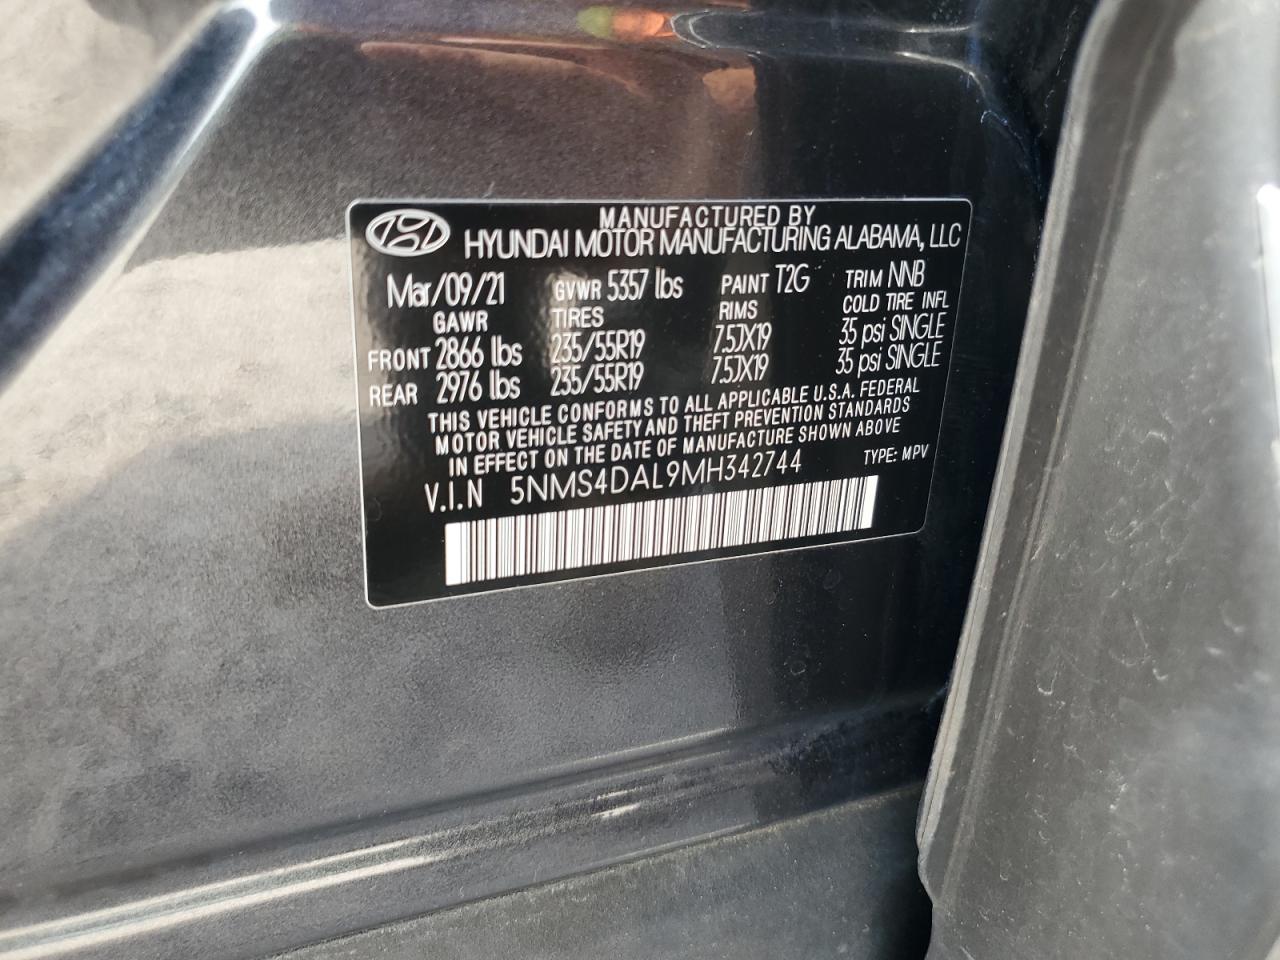 MANUFACTURED BY
HYUNDAI MOTOR MANUFACTURING ALABAMA, LLC
Mar/09/21 GVWR 5357 lbs PAINT T2G TRIM NNB
GAWR TIRES RIMS COLD TIRE INFL
FRONT 2866 lbs 235/55R19 7.5JX19 35 psi SINGLE
REAR 2976 lbs 235/55R19 7.5JX19 35 psi SINGLE
THIS VEHICLE CONFORMS TO ALL APPLICABLE U.S.A. FEDERAL
MOTOR VEHICLE SAFETY AND THEFT PREVENTION STANDARDS
IN EFFECT ON THE DATE OF MANUFACTURE SHOWN ABOVE
V.I.N 5NMS4DAL9MH342744 TYPE: MPV